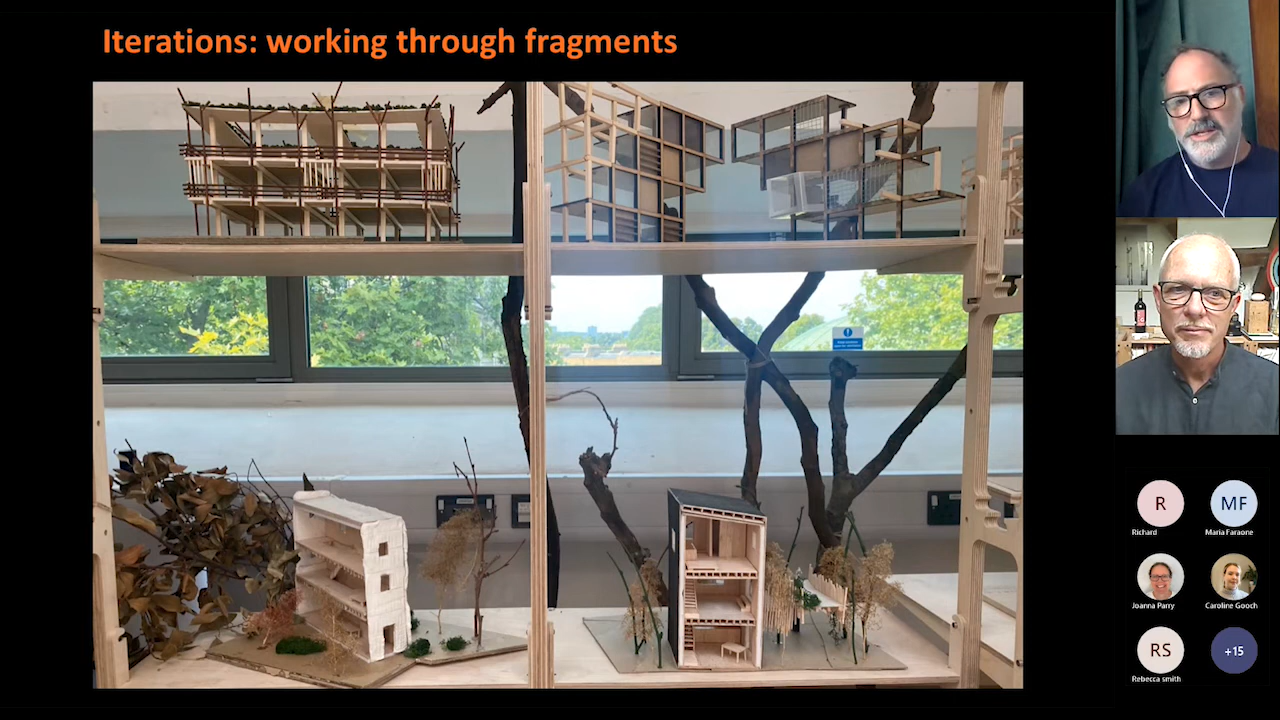 Iterations: working through fragments
R
MF
Richard
Maria Faraone
Joanna Parry
Caroline Gooch
RS
+15
Rebecca smith